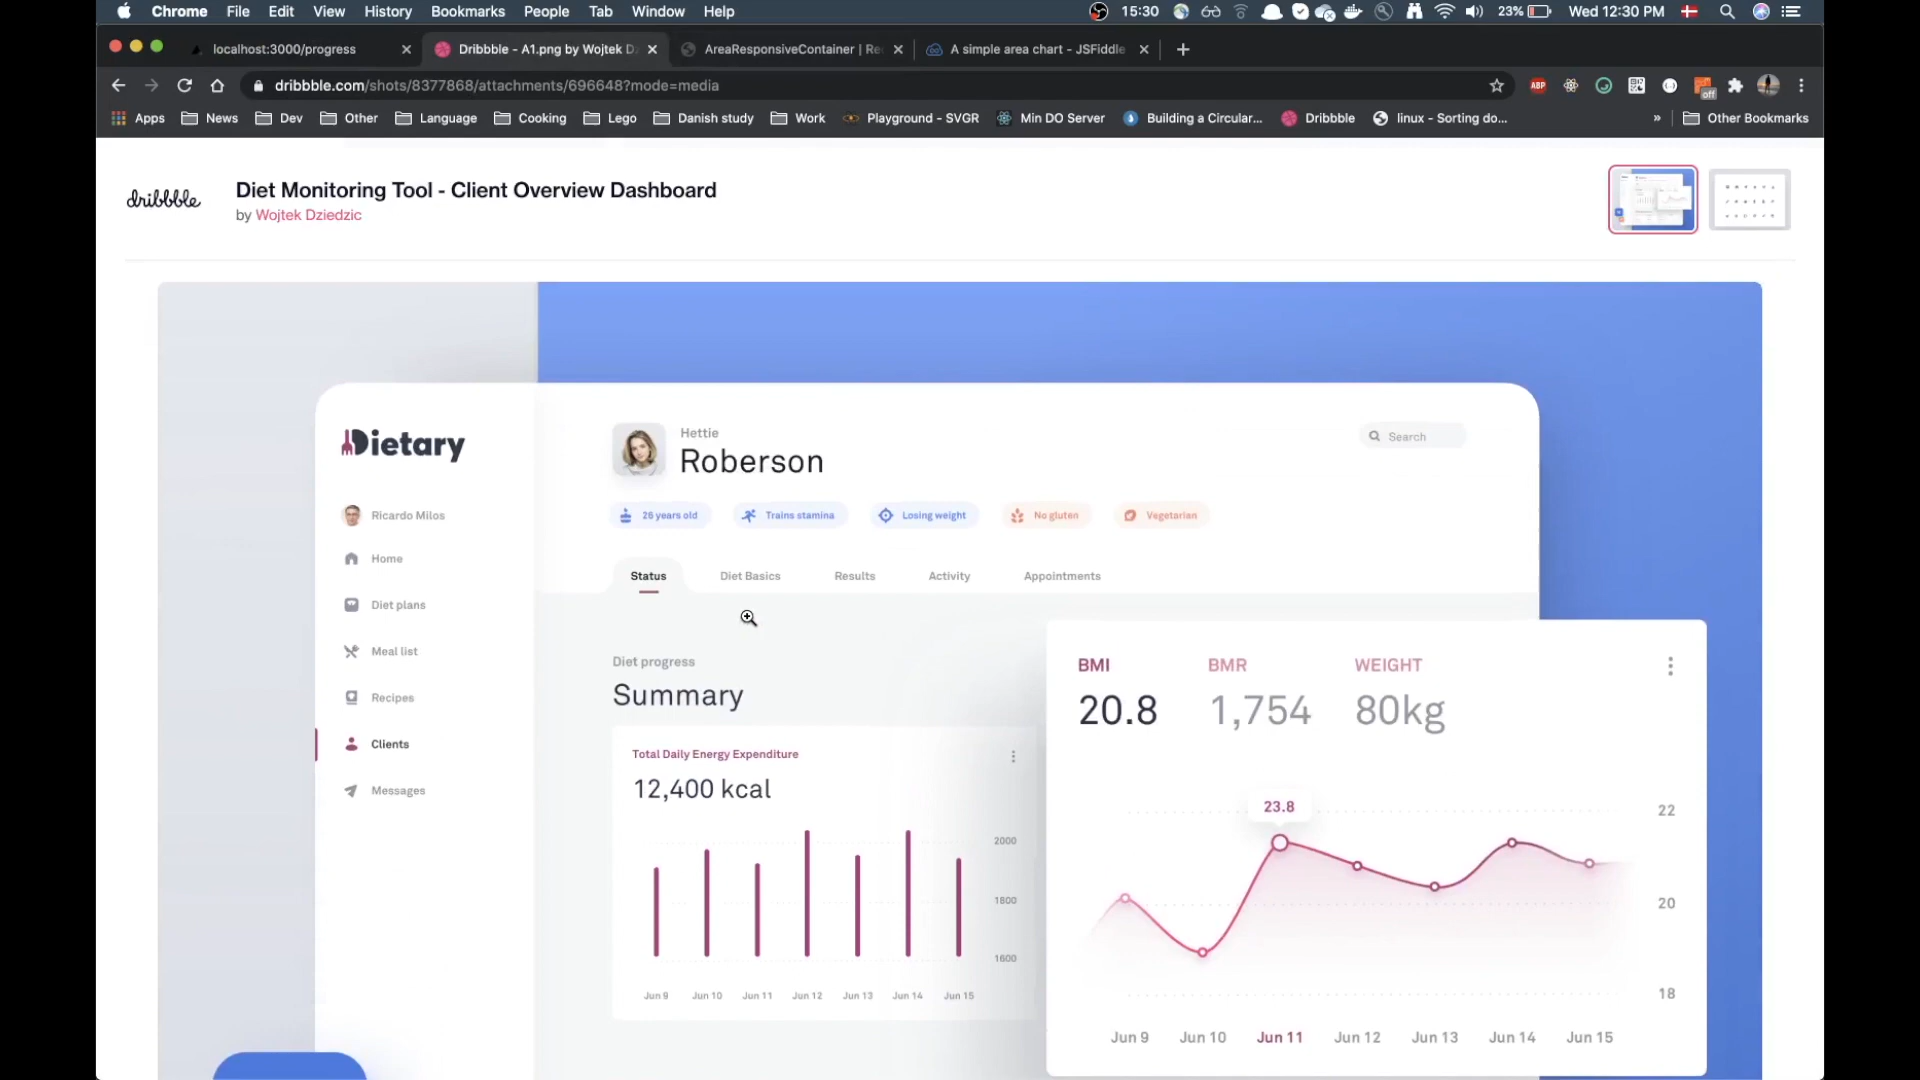 Chrome File Edit View History Bookmarks People Tab Window Help 15:30 23% Wed 12:30 PM
localhost:3000/progress Dribbble - A1.png by Wojtek D AreaResponsiveContainer | Re A simple area chart - JSFiddle
dribbble.com/shots/8377868/attachments/696648?mode=media ABP off
Apps News Dev Other Language Cooking Lego Danish study Work Playground - SVGR Min DO Server Building a Circular... Dribbble linux - Sorting do... » Other Bookmarks
dribbble
Diet Monitoring Tool - Client Overview Dashboard
by Wojtek Dziedzic
Dietary
Ricardo Milos
Home
Diet plans
Meal list
Recipes
Clients
Messages
Hettie
Roberson
Search
26 years old Trains stamina Losing weight No gluten Vegetarian
Status Diet Basics Results Activity Appointments
Diet progress
Summary
Total Daily Energy Expenditure
12,400 kcal
2000
1800
1600
Jun 9 Jun 10 Jun 11 Jun 12 Jun 13 Jun 14 Jun 15
BMI BMR WEIGHT
20.8 1,754 80kg
23.8
22
20
18
Jun 9 Jun 10 Jun 11 Jun 12 Jun 13 Jun 14 Jun 15